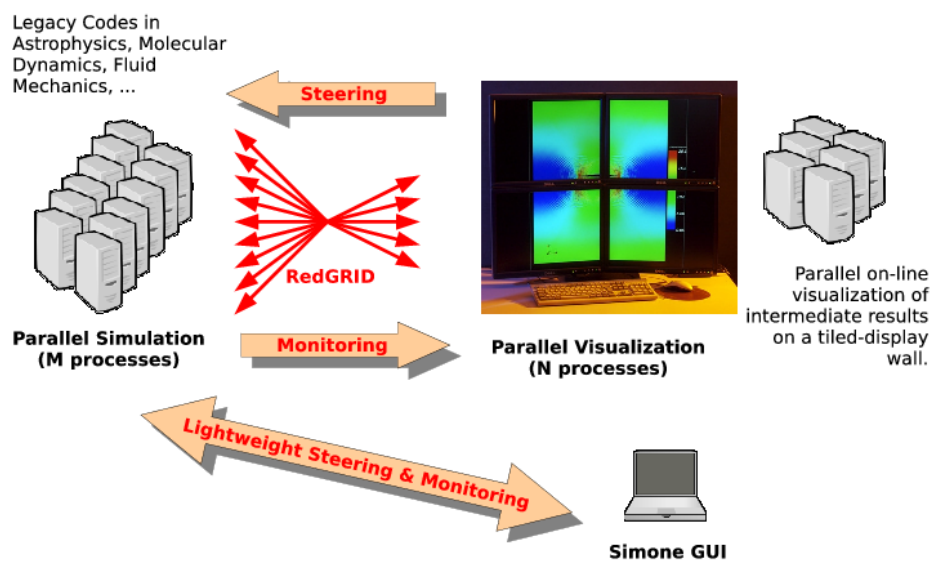 Legacy Codes in
Astrophysics, Molecular
Dynamics, Fluid
Mechanics, ...
Steering
RedGRID
Parallel Simulation
(M processes)
Monitoring
Parallel Visualization
(N processes)
Parallel on-line
visualization of
intermediate results
on a tiled-display
wall.
Lightweight Steering & Monitoring
Simone GUI